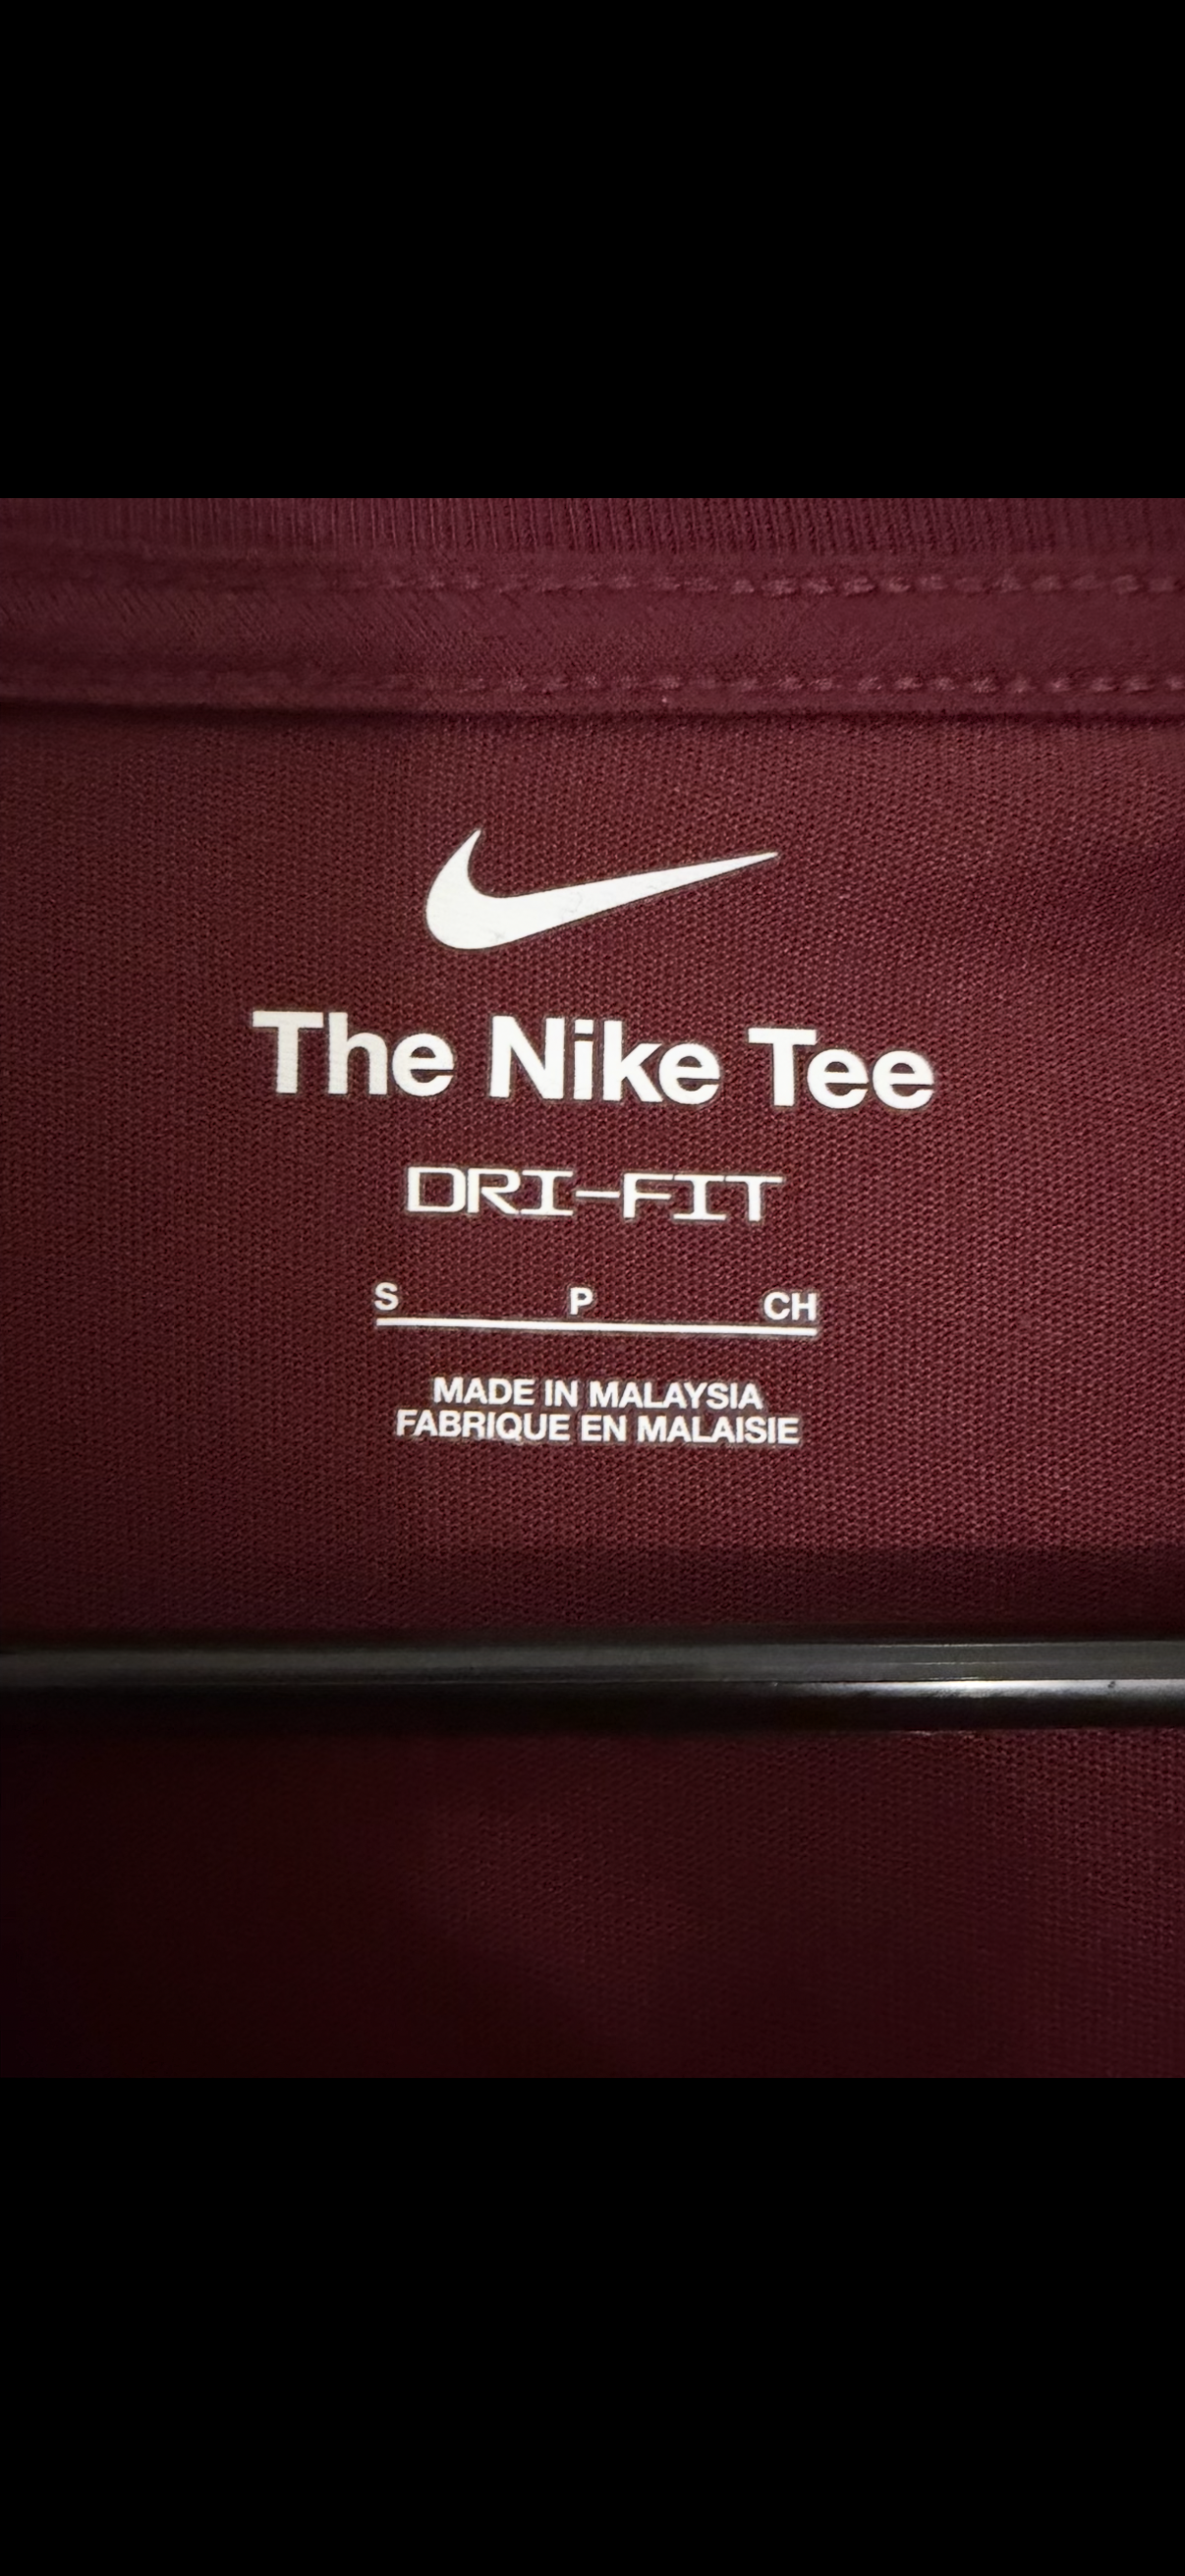 The Nike Tee
DRI-FIT
S P CH
MADE IN MALAYSIA
FABRIQUE EN MALAISIE